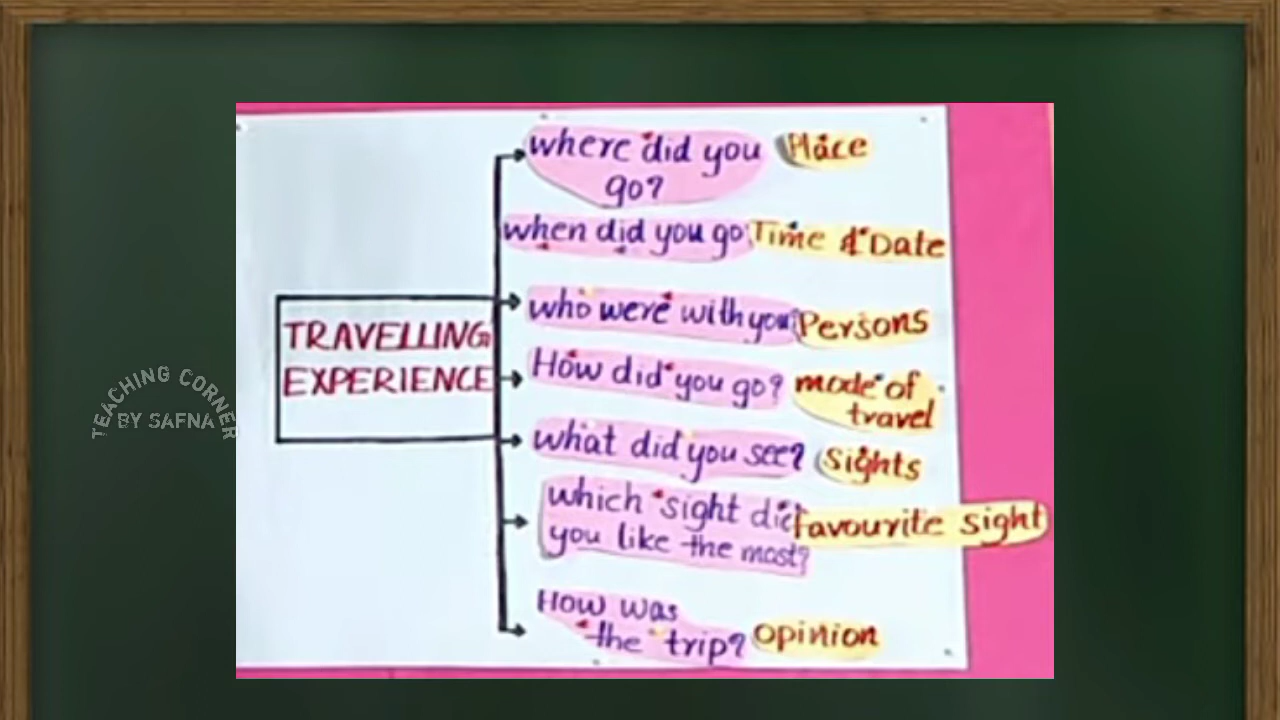 where did you Place
go?
when did you go Time & Date
who were with you Persons
TRAVELLING
EXPERIENCE
How did you go? mode of
travel
what did you see? Sights
which sight did Favourite sight
you like the most?
How was
the trip? opinion
TEACHING CORNER
BY SAFNA